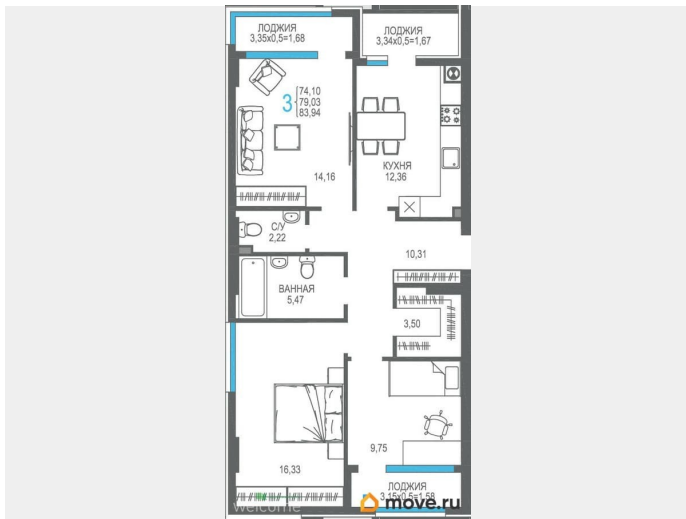 ЛОДЖИЯ
3,35х0,5=1,68
ЛОДЖИЯ
3,34х0,5=1,67
3
74,10
79,03
83,94
14,16
КУХНЯ
12,36
С/У
2,22
10,31
ВАННАЯ
5,47
3,50
9,75
16,33
ЛОДЖИЯ
3,15х0,5=1,58
welcome
move.ru